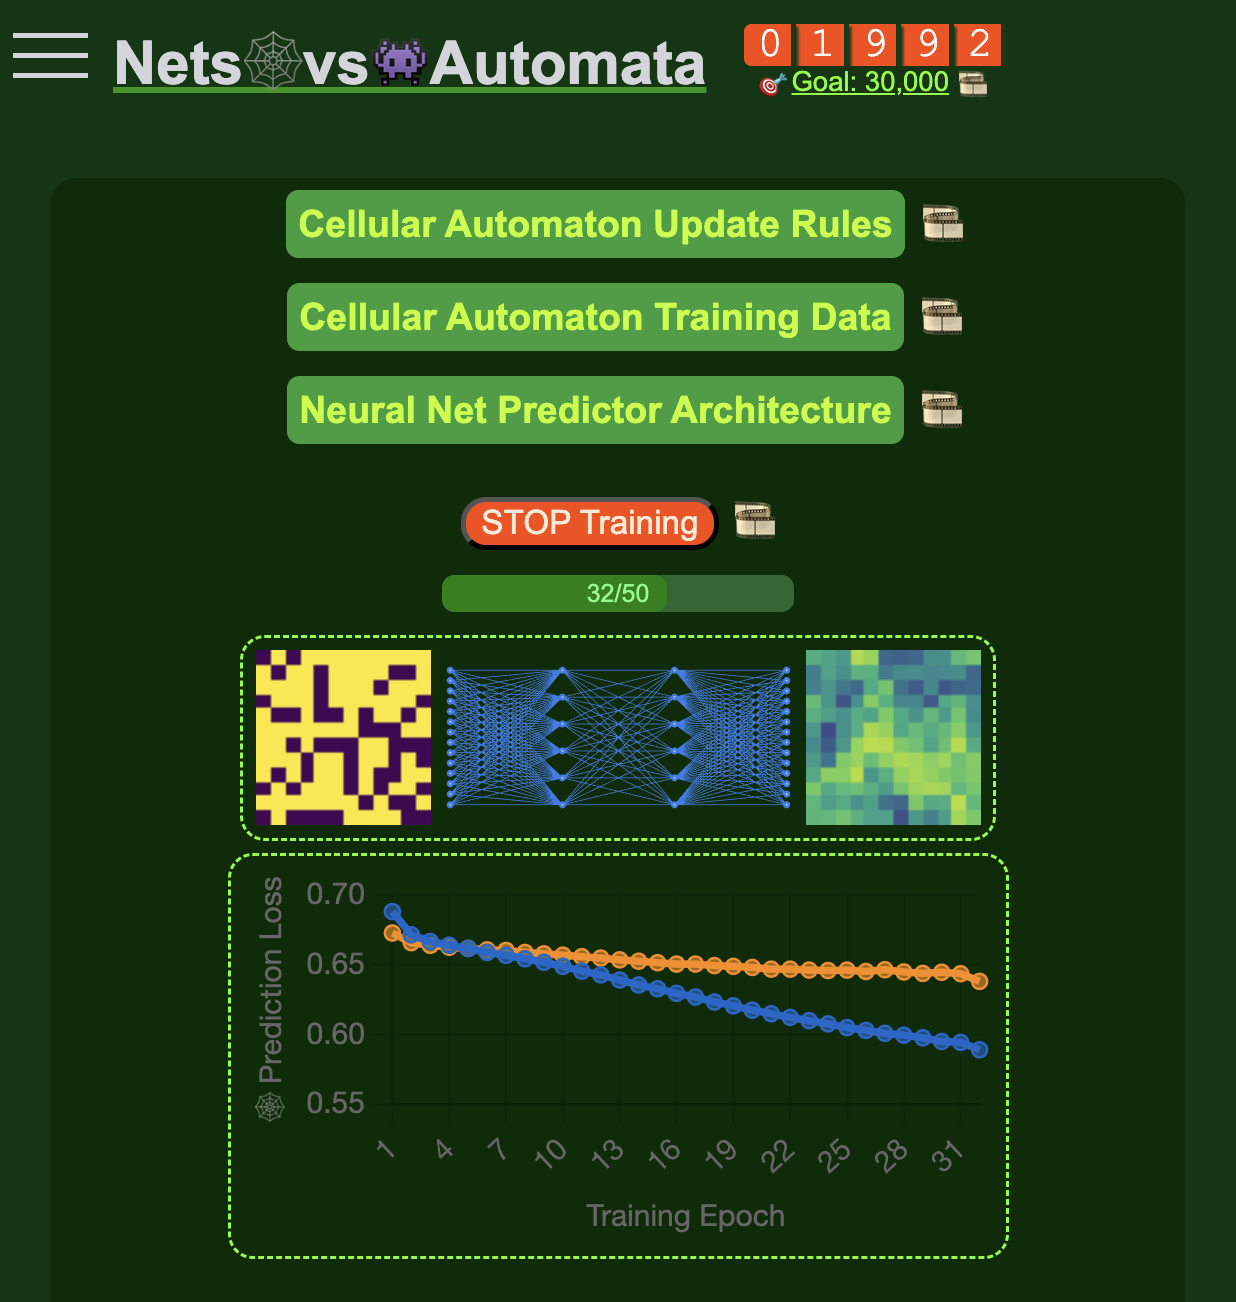 Nets🕸vs👾Automata
0 1 9 9 2
🎯 Goal: 30,000
Cellular Automaton Update Rules
Cellular Automaton Training Data
Neural Net Predictor Architecture
STOP Training
32/50
Prediction Loss
0.70
0.65
0.60
0.55
1 4 7 10 13 16 19 22 25 28 31
Training Epoch